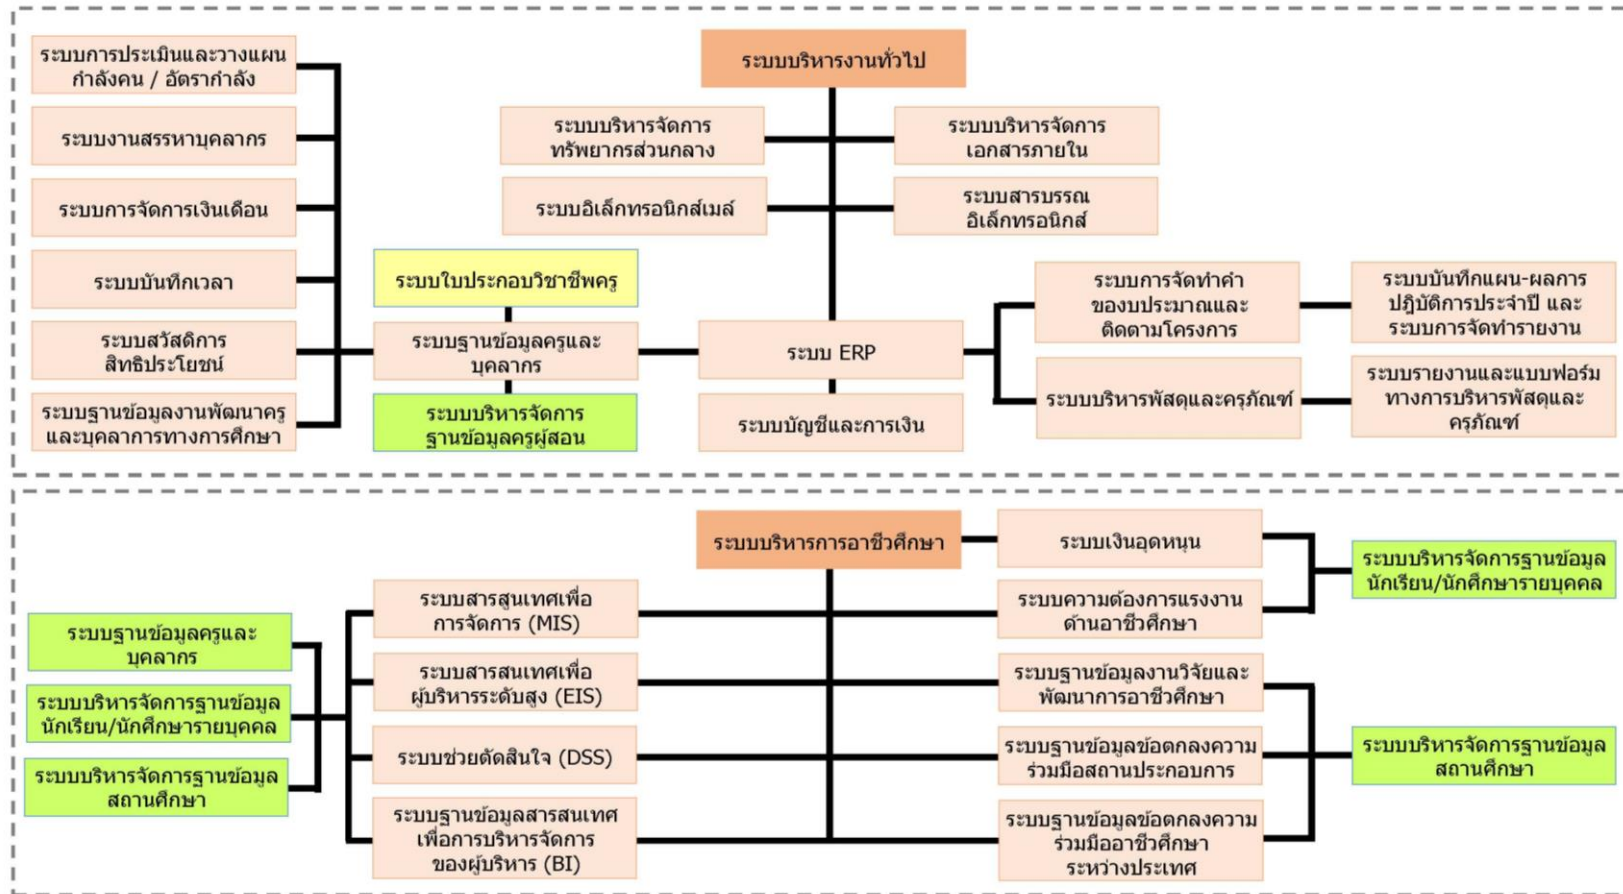 ระบบการประเมินและวางแผน
กำลังคน / อัตรากำลัง
ระบบงานสรรหาบุคลากร
ระบบการจัดการเงินเดือน
ระบบบันทึกเวลา
ระบบสวัสดิการ
สิทธิประโยชน์
ระบบฐานข้อมูลงานพัฒนาครู
และบุคลาการทางการศึกษา
ระบบบริหารงานทั่วไป
ระบบบริหารจัดการ
ทรัพยากรส่วนกลาง
ระบบบริหารจัดการ
เอกสารภายใน
ระบบอิเล็กทรอนิกส์เมล์
ระบบสารบรรณ
อิเล็กทรอนิกส์
ระบบใบประกอบวิชาชีพครู
ระบบฐานข้อมูลครูและ
บุคลากร
ระบบบริหารจัดการ
ฐานข้อมูลครูผู้สอน
ระบบ ERP
ระบบบัญชีและการเงิน
ระบบการจัดทำคำ
ของบประมาณและ
ติดตามโครงการ
ระบบบันทึกแผน-ผลการ
ปฎิบัติการประจำปี และ
ระบบการจัดทำรายงาน
ระบบบริหารพัสดุและครุภัณฑ์
ระบบรายงานและแบบฟอร์ม
ทางการบริหารพัสดุและ
ครุภัณฑ์
ระบบบริหารการอาชีวศึกษา
ระบบเงินอุดหนุน
ระบบความต้องการแรงงาน
ด้านอาชีวศึกษา
ระบบบริหารจัดการฐานข้อมูล
นักเรียน/นักศึกษารายบุคคล
ระบบสารสูนเทศเพื่อ
การจัดการ (MIS)
ระบบสารสนเทศเพื่อ
ผู้บริหารระดับสูง (EIS)
ระบบช่วยตัดสินใจ (DSS)
ระบบฐานข้อมูลสารสนเทศ
เพื่อการบริหารจัดการ
ของผู้บริหาร (BI)
ระบบฐานข้อมูลครูและ
บุคลากร
ระบบบริหารจัดการฐานข้อมูล
นักเรียน/นักศึกษารายบุคคล
ระบบบริหารจัดการฐานข้อมูล
สถานศึกษา
ระบบฐานข้อมูลงานวิจัยและ
พัฒนาการอาชีวศึกษา
ระบบฐานข้อมูลข้อตกลงความ
ร่วมมือสถานประกอบการ
ระบบฐานข้อมูลข้อตกลงความ
ร่วมมืออาชีวศึกษา
ระหว่างประเทศ
ระบบบริหารจัดการฐานข้อมูล
สถานศึกษา